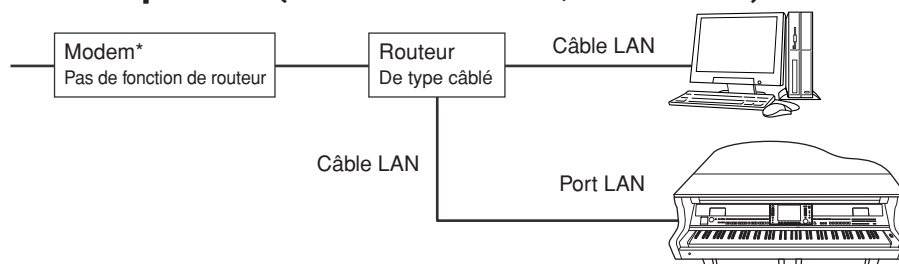 Modem*
Pas de fonction de routeur
Routeur
De type câblé
Câble LAN
Câble LAN
Port LAN